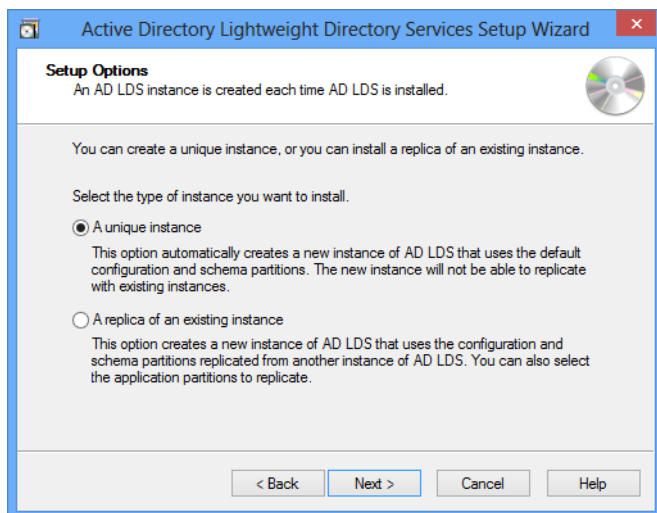 Active Directory Lightweight Directory Services Setup Wizard
Setup Options
An AD LDS instance is created each time AD LDS is installed.
You can create a unique instance, or you can install a replica of an existing instance.
Select the type of instance you want to install.
A unique instance
This option automatically creates a new instance of AD LDS that uses the default
configuration and schema partitions. The new instance will not be able to replicate
with existing instances.
A replica of an existing instance
This option creates a new instance of AD LDS that uses the configuration and
schema partitions replicated from another instance of AD LDS. You can also select
the application partitions to replicate.
< Back Next > Cancel Help